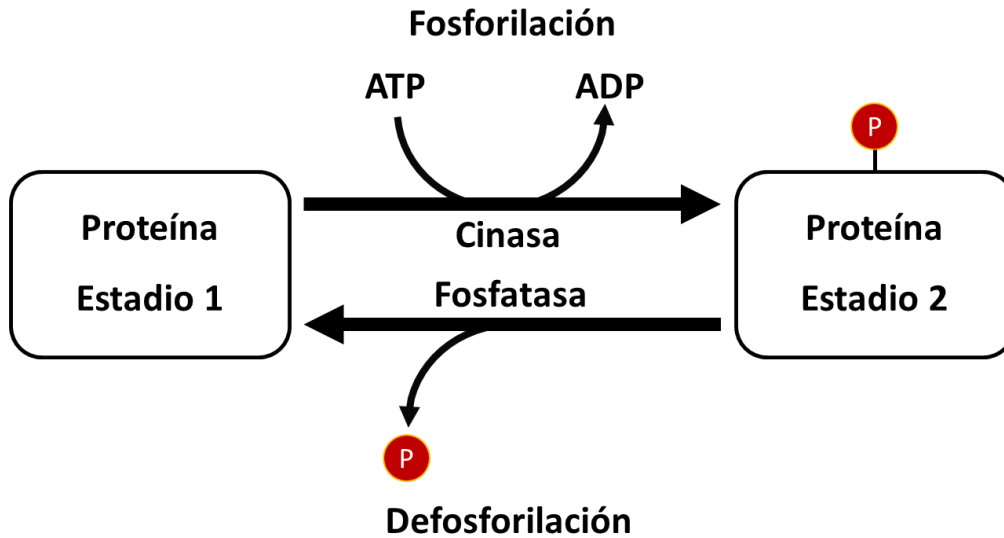 Fosforilación
ATP
ADP
P
Proteína
Estadio 1
Cinasa
Fosfatasa
Proteína
Estadio 2
P
Defosforilación